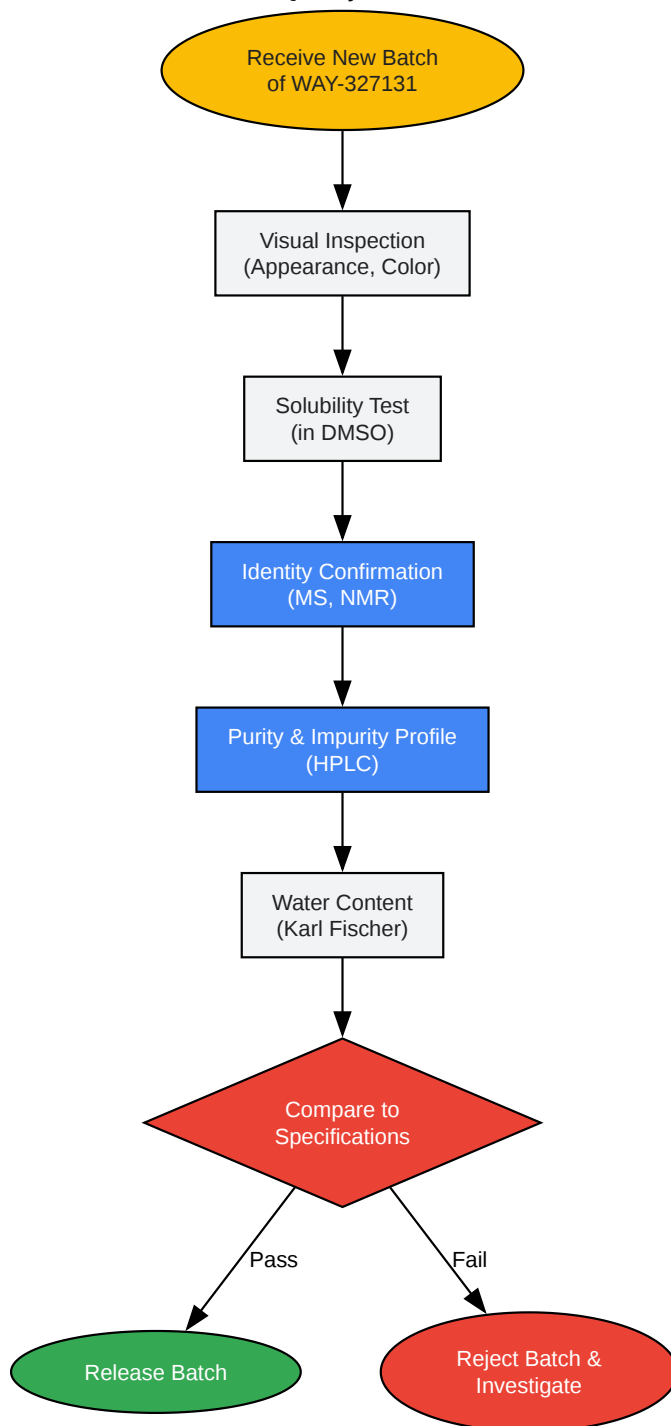 Receive New Batch
of WAY-327131
Visual Inspection
(Appearance, Color)
Solubility Test
(in DMSO)
Identity Confirmation
(MS, NMR)
Purity & Impurity Profile
(HPLC)
Water Content
(Karl Fischer)
Compare to
Specifications
Pass
Fail
Release Batch
Reject Batch &
Investigate